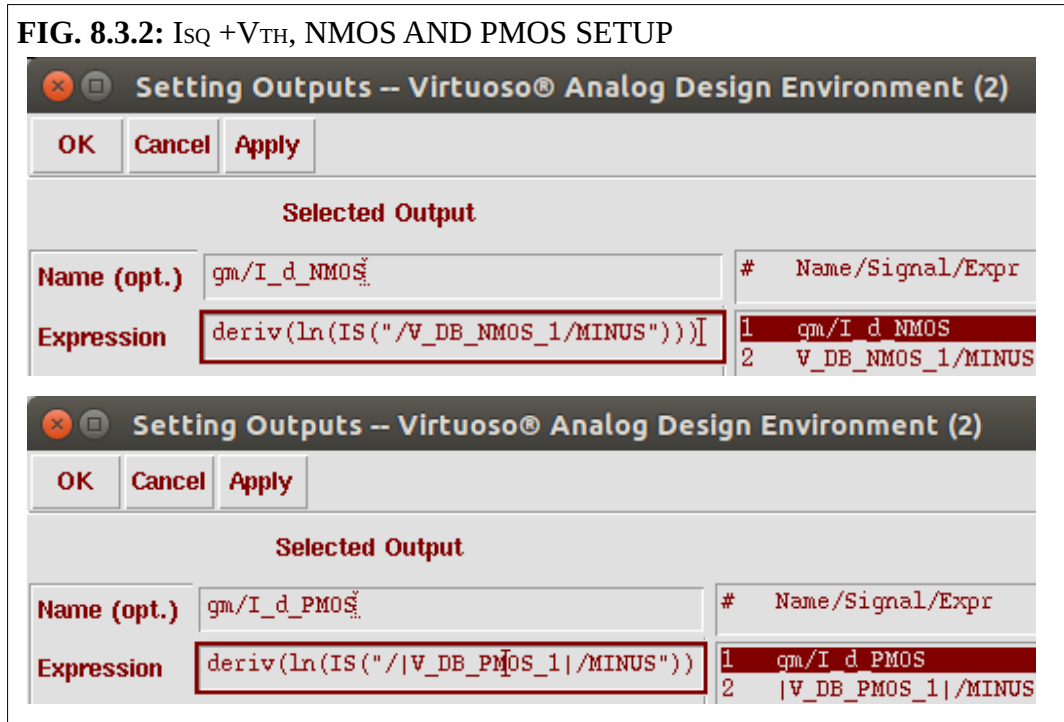 FIG. 8.3.2: ISQ +VTH, NMOS AND PMOS SETUP
Setting Outputs -- Virtuoso® Analog Design Environment (2)
OK Cancel Apply
Selected Output
Name (opt.) gm/I_d_NMOS # Name/Signal/Expr
Expression deriv(ln(IS("/V_DB_NMOS_1/MINUS"))) 1 gm/I_d_NMOS
2 V_DB_NMOS_1/MINUS
Setting Outputs -- Virtuoso® Analog Design Environment (2)
OK Cancel Apply
Selected Output
Name (opt.) gm/I_d_PMOS # Name/Signal/Expr
Expression deriv(ln(IS("/|V_DB_PMOS_1|/MINUS")) 1 gm/I_d_PMOS
2 |V_DB_PMOS_1|/MINUS